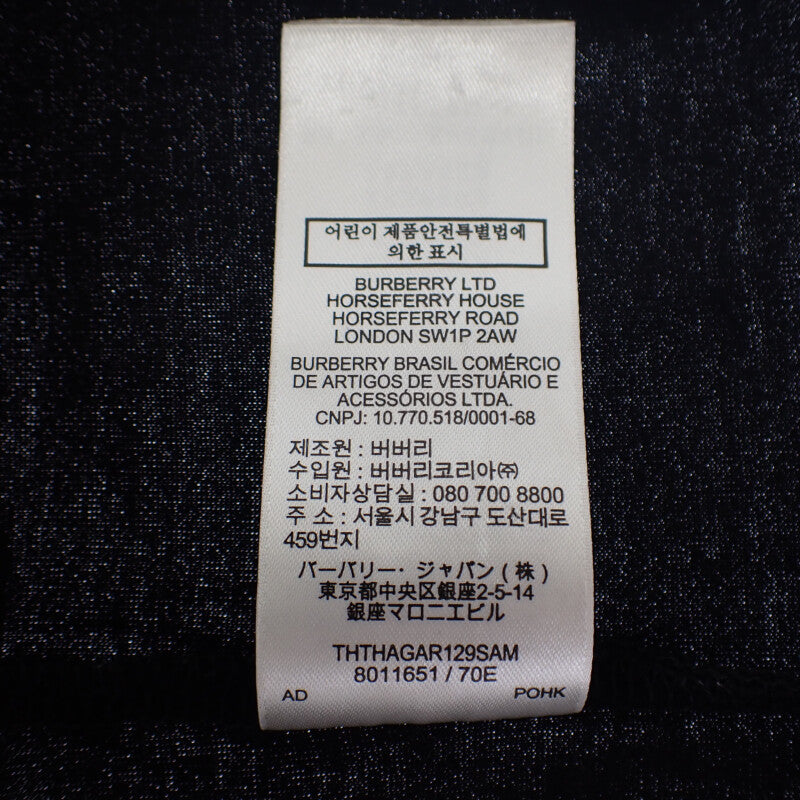 어린이 제품안전특별법에
의한 표시
BURBERRY LTD
HORSEFERRY HOUSE
HORSEFERRY ROAD
LONDON SW1P 2AW
BURBERRY BRASIL COMÉRCIO
DE ARTIGOS DE VESTUÁRIO E
ACESSÓRIOS LTDA.
CNPJ: 10.770.518/0001-68
제조원 : 버버리
수입원 : 버버리코리아㈜
소비자상담실 : 080 700 8800
주 소 : 서울시 강남구 도산대로
459번지
バーバリー・ジャパン(株)
東京都中央区銀座2-5-14
銀座マロニエビル
THTHAGAR129SAM
8011651 / 70E
AD POHK